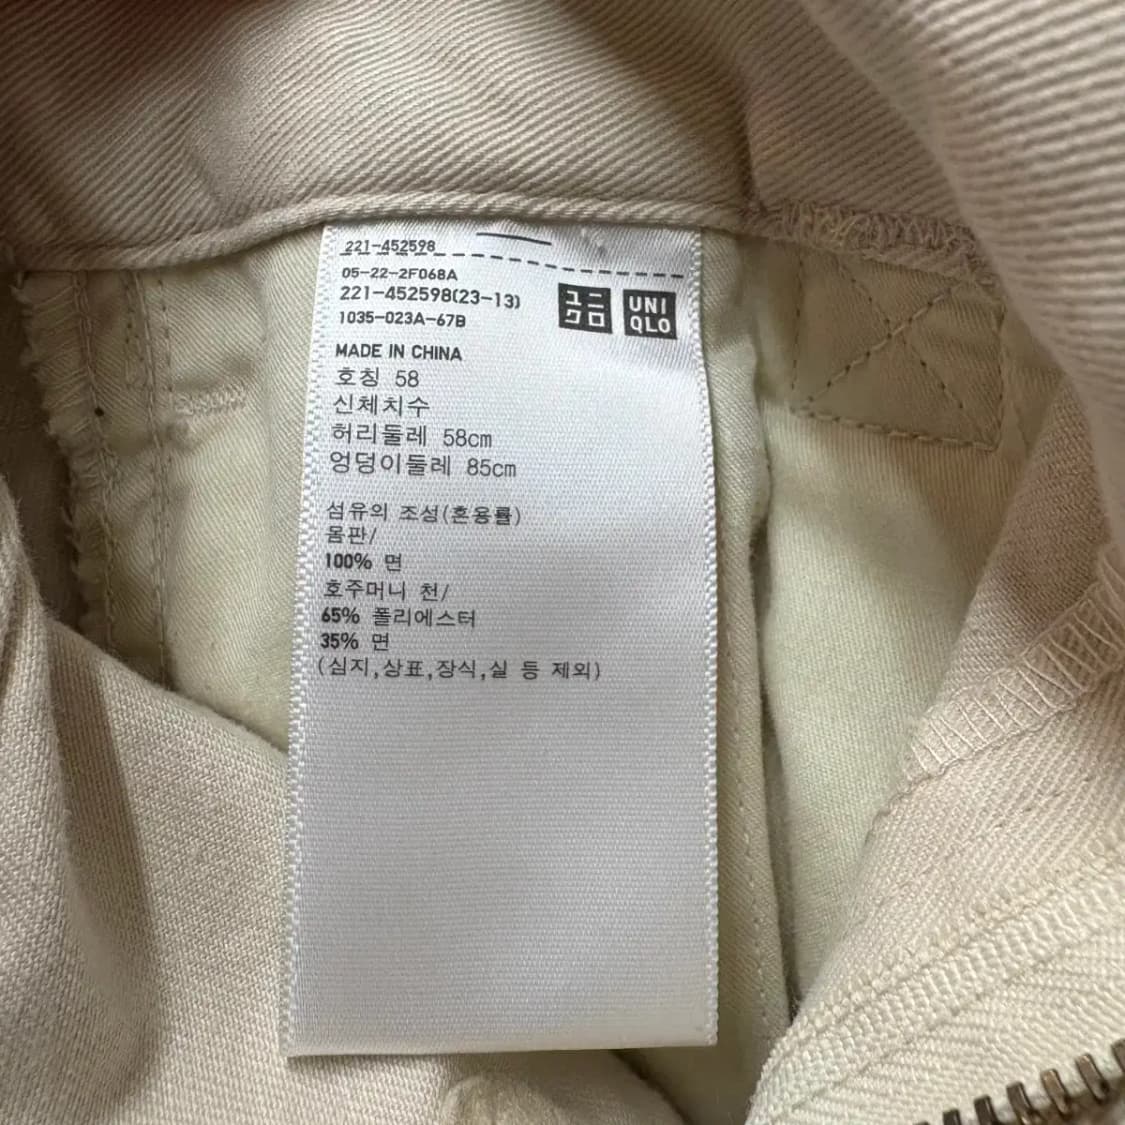 221-452598
05-22-2F068A
221-452598(23-13)
ユニ
クロ
UNI
QLO
1035-023A-67B
MADE IN CHINA
호칭 58
신체치수
허리둘레 58cm
엉덩이둘레 85cm
섬유의 조성(혼용률)
몸판/
100% 면
호주머니 천/
65% 폴리에스터
35% 면
(심지,상표,장식,실 등 제외)